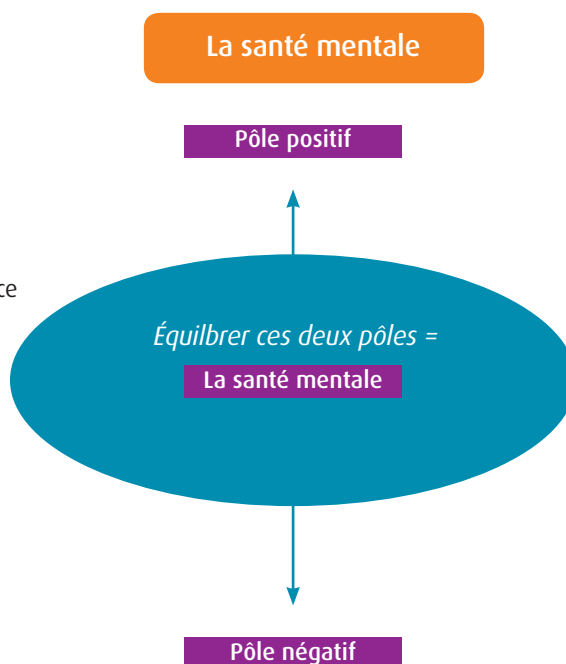 La santé mentale
Pôle positif
ce
Équilbrer ces deux pôles =
La santé mentale
Pôle négatif